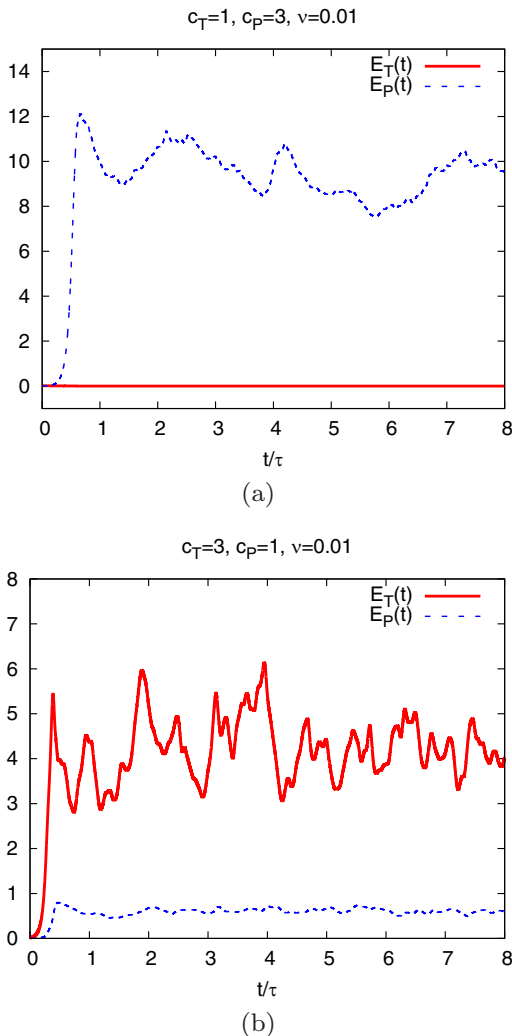 c_T=1, c_P=3, ν=0.01
E_T(t)
E_P(t)
14
12
10
8
6
4
2
0
0 1 2 3 4 5 6 7 8
t/τ
(a)
c_T=3, c_P=1, ν=0.01
E_T(t)
E_P(t)
8
7
6
5
4
3
2
1
0
0 1 2 3 4 5 6 7 8
t/τ
(b)